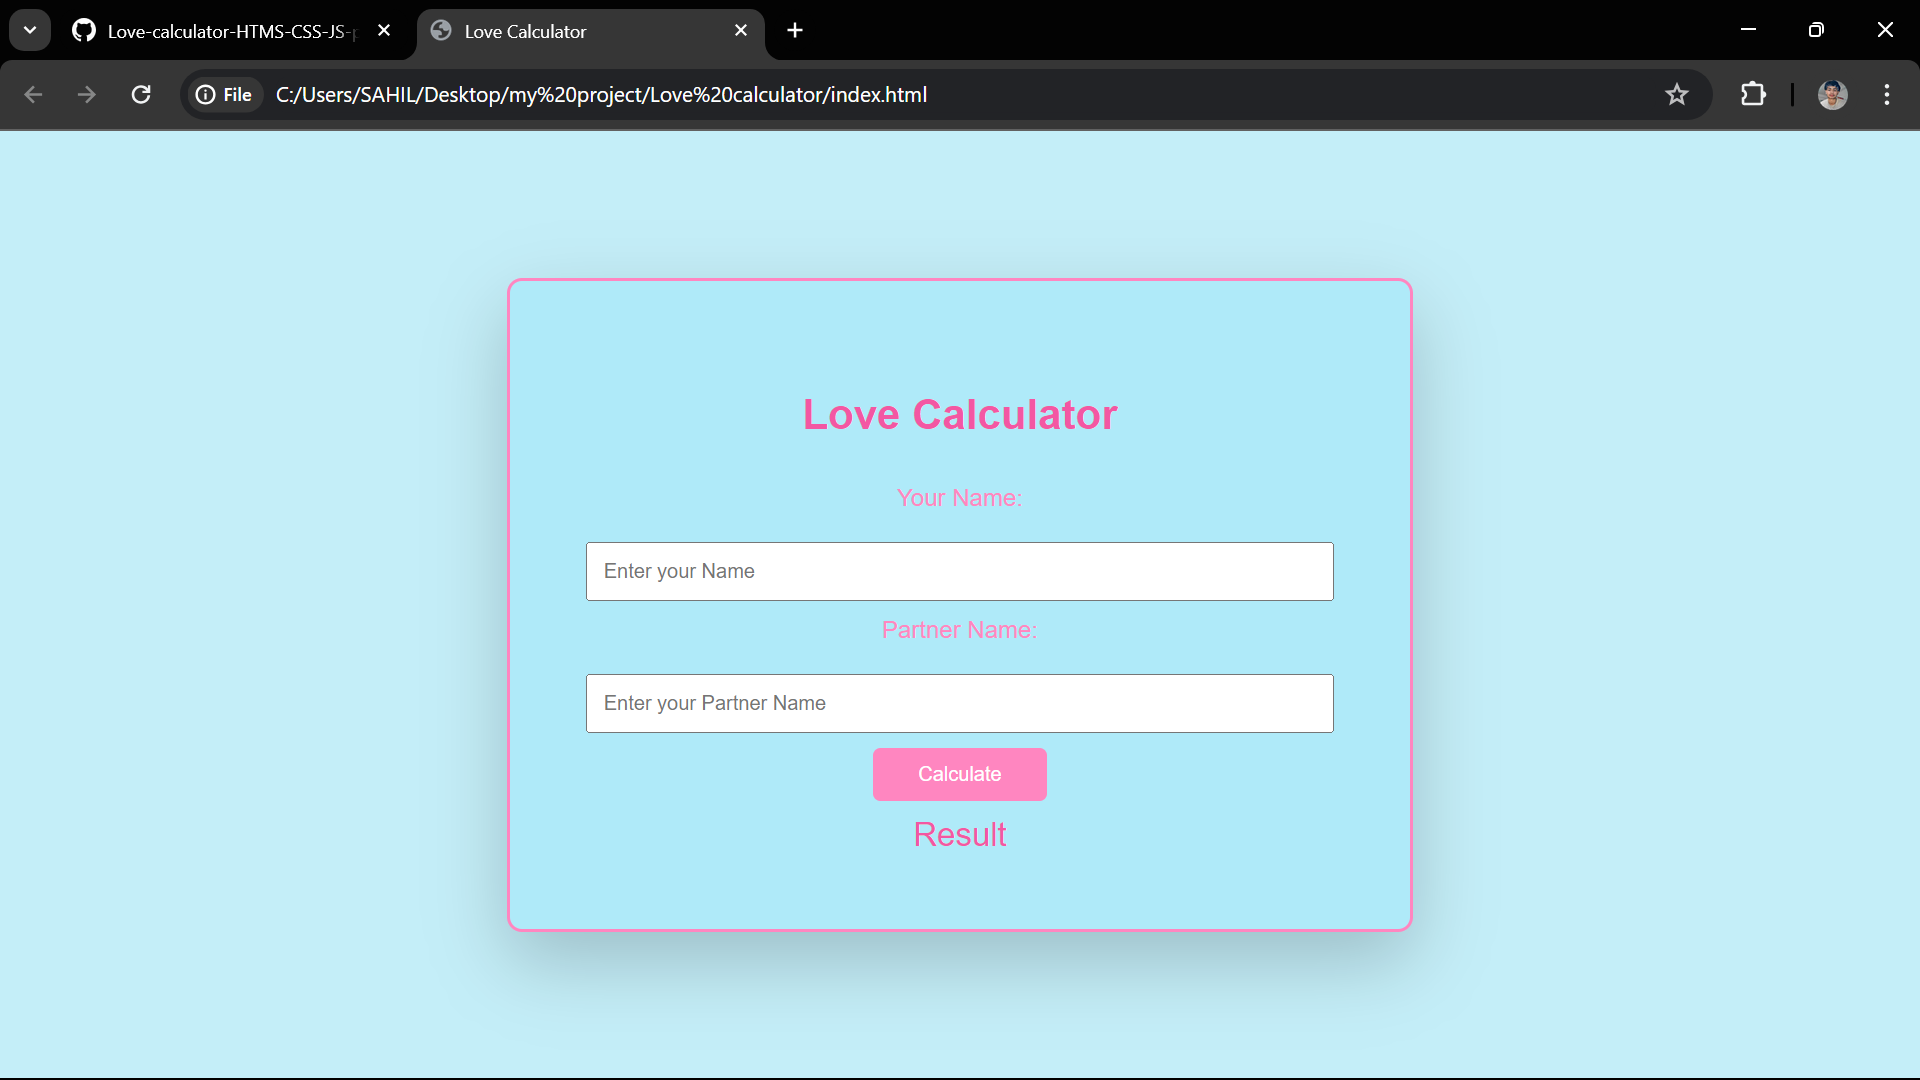 Love-calculator-HTMS-CSS-JS-
Love Calculator
File
C:/Users/SAHIL/Desktop/my%20project/Love%20calculator/index.html
Love Calculator
Your Name:
Enter your Name
Partner Name:
Enter your Partner Name
Calculate
Result